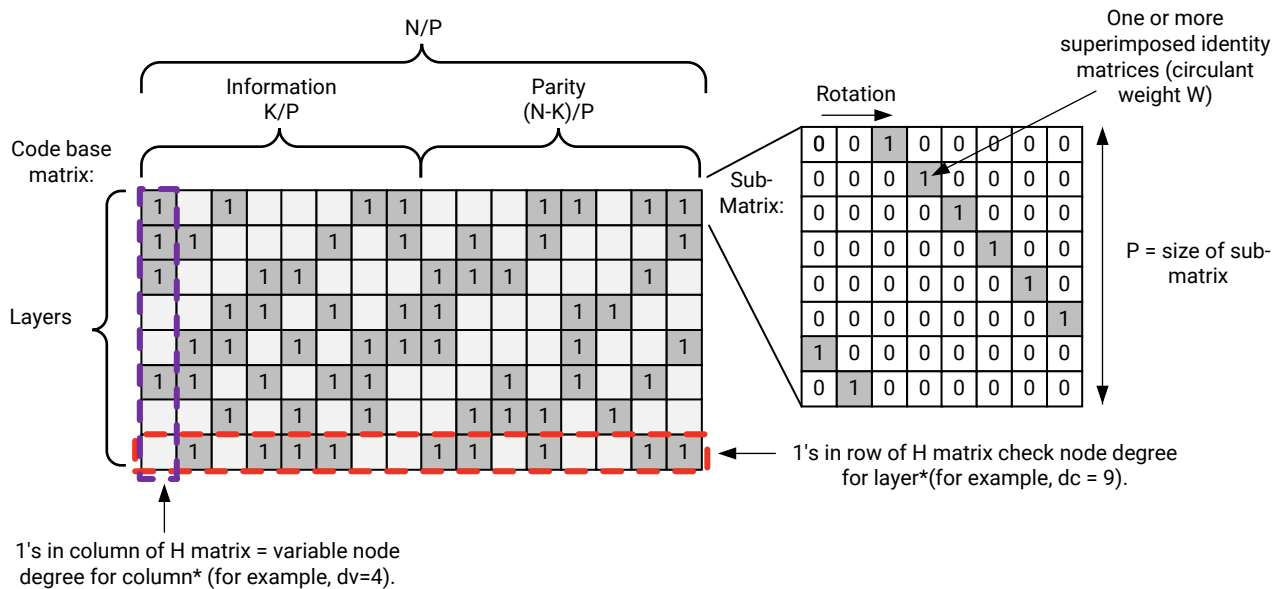 N/P
Information
K/P
Parity
(N-K)/P
One or more
superimposed identity
matrices (circulant
weight W)
Rotation
Code base
matrix:
Layers
1 1 1 1 1 1 1 1
1 1 1 1 1 1 1
1 1 1 1 1 1 1
1 1 1 1 1 1 1
1 1 1 1 1 1 1 1
1 1 1 1 1 1 1 1
1 1 1 1 1 1 1
1 1 1 1 1 1 1 1 1
Sub-
Matrix:
0 0 1 0 0 0 0 0
0 0 0 1 0 0 0 0
0 0 0 0 1 0 0 0
0 0 0 0 0 1 0 0
0 0 0 0 0 0 1 0
0 0 0 0 0 0 0 1
1 0 0 0 0 0 0 0
0 1 0 0 0 0 0 0
P = size of sub-
matrix
1's in row of H matrix check node degree
for layer*(for example, dc = 9).
1's in column of H matrix = variable node
degree for column* (for example, dv=4).